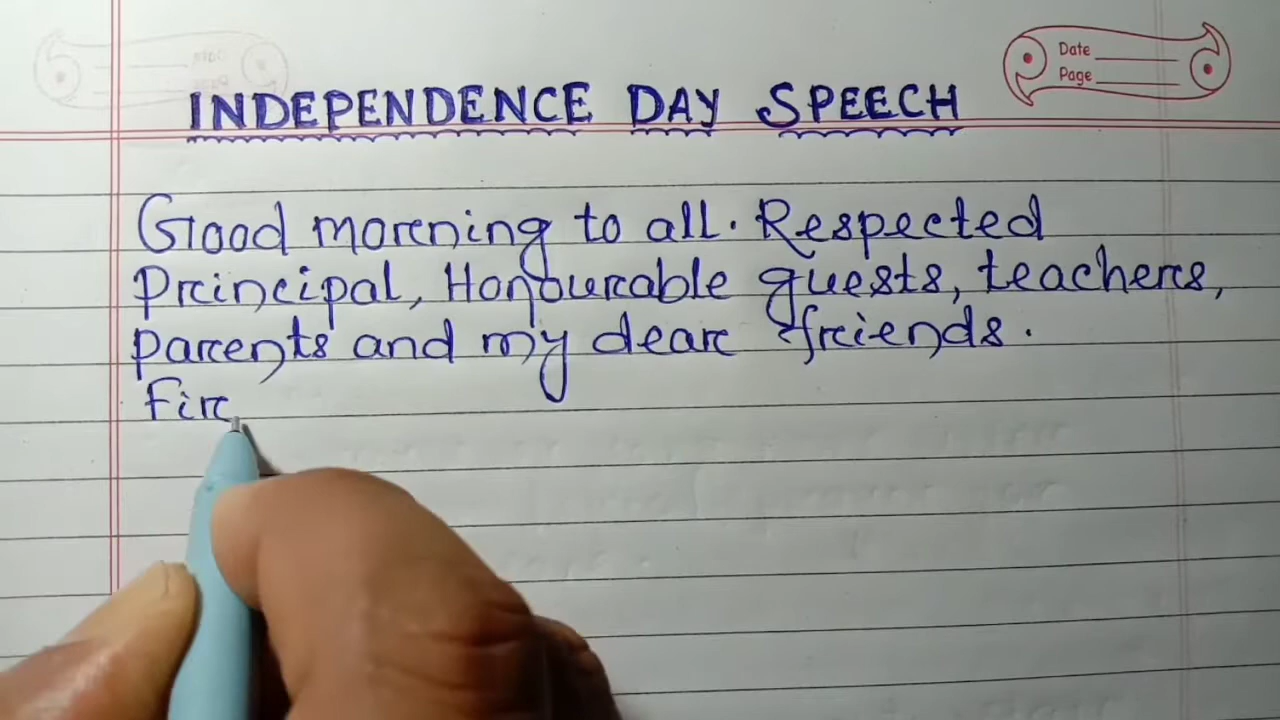 Date
Page
INDEPENDENCE DAY SPEECH
Good morning to all. Respected
Principal, Honourable guests, teachers,
parents and my dear friends.
Fir